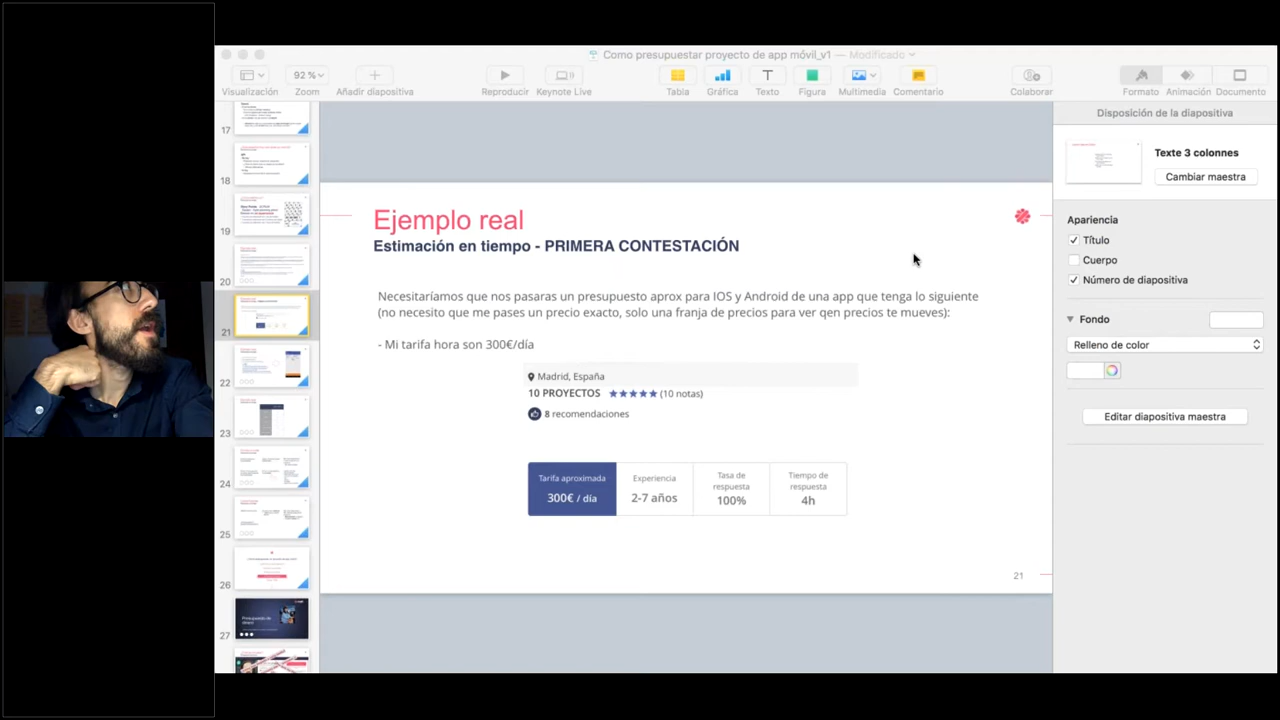 Como presupuestar proyecto de app móvil_v1 — Modificado
92 %
Visualización
Zoom
Añadir diapositiva
Reproducir
Keynote Live
Tabla
Gráfica
Texto
Figura
Multimedia
Comentario
Colaborar
Formato
Animación
Documento
17
18
19
20
21
22
23
24
25
26
27
Ejemplo real
Estimación en tiempo - PRIMERA CONTESTACIÓN
Necesitaríamos que nos pasaras un presupuesto aprox para IOS y Android de una app que tenga lo siguiente
(no necesito que me pases un precio exacto, solo una franja de precios para ver qen precios te mueves):
- Mi tarifa hora son 300€/día
Madrid, España
10 PROYECTOS (10 notas)
8 recomendaciones
Tarifa aproximada
300€ / día
Experiencia
2-7 años
Tasa de
respuesta
100%
Tiempo de
respuesta
4h
21
Disposición de la diapositiva
Texte 3 colonnes
Cambiar maestra
Apariencia
Título
Cuerpo
Número de diapositiva
Fondo
Relleno de color
Editar diapositiva maestra